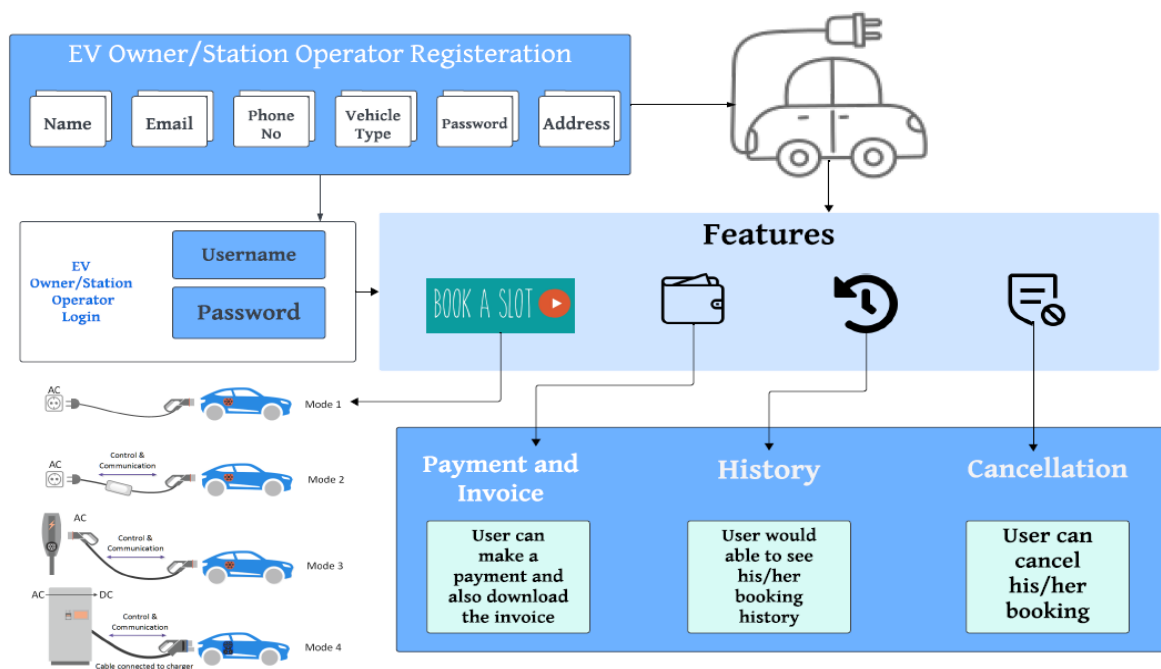 EV Owner/Station Operator Registeration
Name
Email
Phone
No
Vehicle
Type
Password
Address
EV
Owner/Station
Operator
Login
Username
Password
Features
BOOK A SLOT
AC
Mode 1
AC
Control &
Communication
Mode 2
AC
Control &
Communication
Mode 3
AC
DC
Control &
Communication
Mode 4
Cable connected to charger
Payment and
Invoice
User can
make a
payment and
also download
the invoice
History
User would
able to see
his/her
booking
history
Cancellation
User can
cancel
his/her
booking